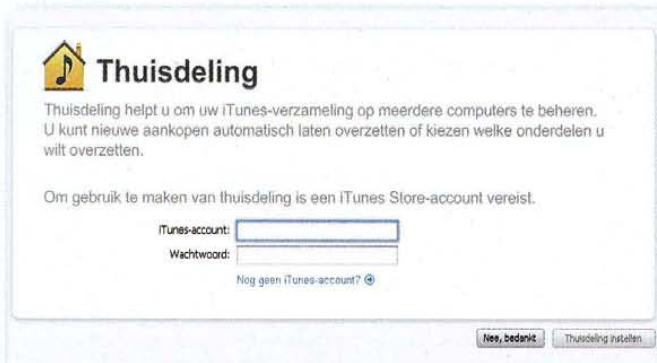 Thuisdeling
Thuisdeling helpt u om uw iTunes-verzameling op meerdere computers te beheren.
U kunt nieuwe aankopen automatisch laten overzetten of kiezen welke onderdelen u
wilt overzetten.
Om gebruik te maken van thuisdeling is een iTunes Store-account vereist.
iTunes-account:
Wachtwoord:
Nog geen iTunes-account?
Nee, bedankt Thuisdeling instellen